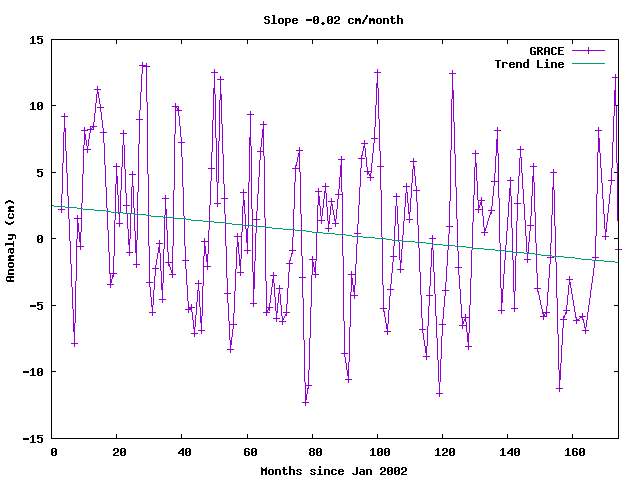 Slope -0.02 cm/month
GRACE
Trend Line
15
10
5
0
-5
-10
-15
Anomaly (cm)
0 20 40 60 80 100 120 140 160
Months since Jan 2002